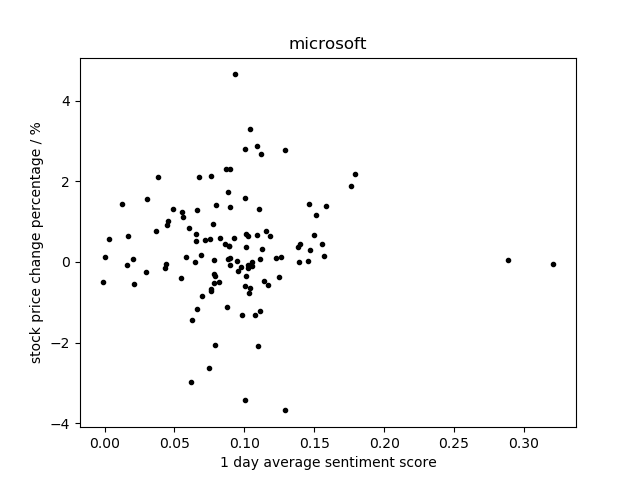 microsoft
stock price change percentage / %
4
2
0
−2
−4
0.00 0.05 0.10 0.15 0.20 0.25 0.30
1 day average sentiment score